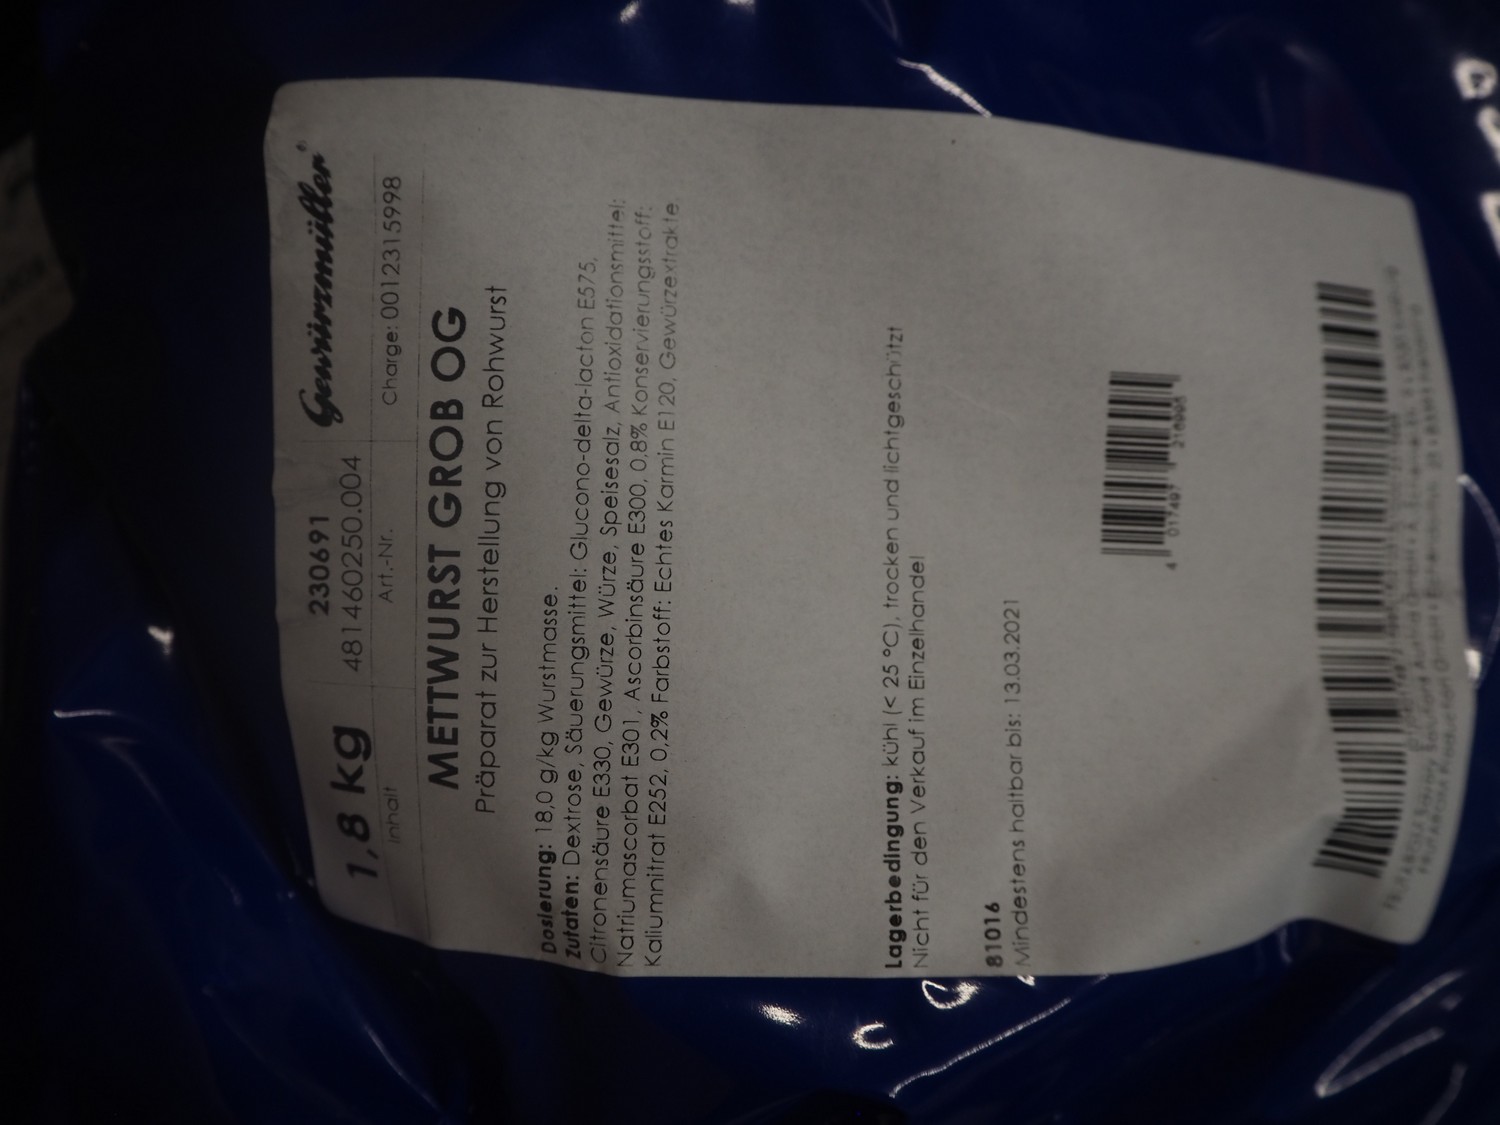 1,8 kg 230691 Gewürzmüller®
481460250.004
Inhalt Art.-Nr. Charge: 0012315998
METTWURST GROB OG
Präparat zur Herstellung von Rohwurst
Dosierung: 18,0 g/kg Wurstmasse.
Zutaten: Dextrose, Säuerungsmittel: Glucono-delta-lacton E575,
Citronensäure E330, Gewürze, Würze, Speisesalz, Antioxidationsmittel:
Natriumascorbat E301, Ascorbinsäure E300, 0,8% Konservierungsstoff:
Kaliumnitrat E252, 0,2% Farbstoff: Echtes Karmin E120, Gewürzextrakte.
Lagerbedingung: kühl (< 25 °C), trocken und lichtgeschützt
Nicht für den Verkauf im Einzelhandel
81016
Mindestens haltbar bis: 13.03.2021
4 017497